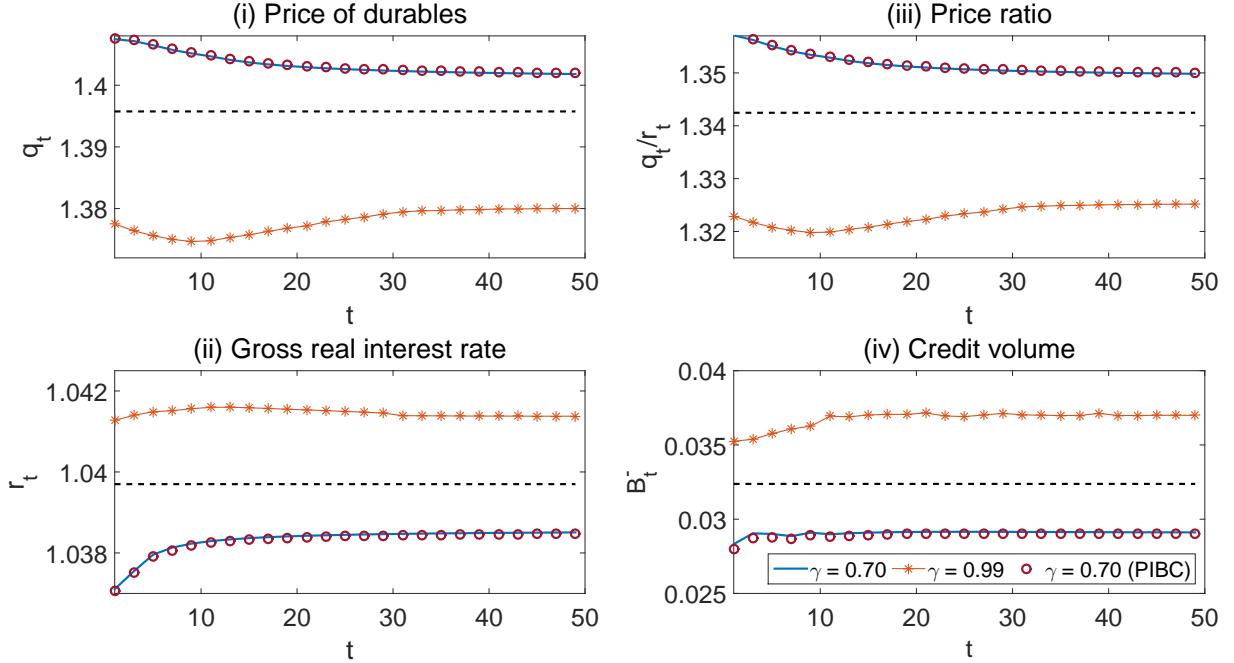 (i) Price of durables
1.4
1.39
1.38
q_t
10 20 30 40 50
t
(iii) Price ratio
1.35
1.34
1.33
1.32
q_t/r_t
10 20 30 40 50
t
(ii) Gross real interest rate
1.042
1.04
1.038
r_t
10 20 30 40 50
t
(iv) Credit volume
0.04
0.035
0.03
0.025
B_t^-
10 20 30 40 50
t
γ = 0.70 γ = 0.99 γ = 0.70 (PIBC)